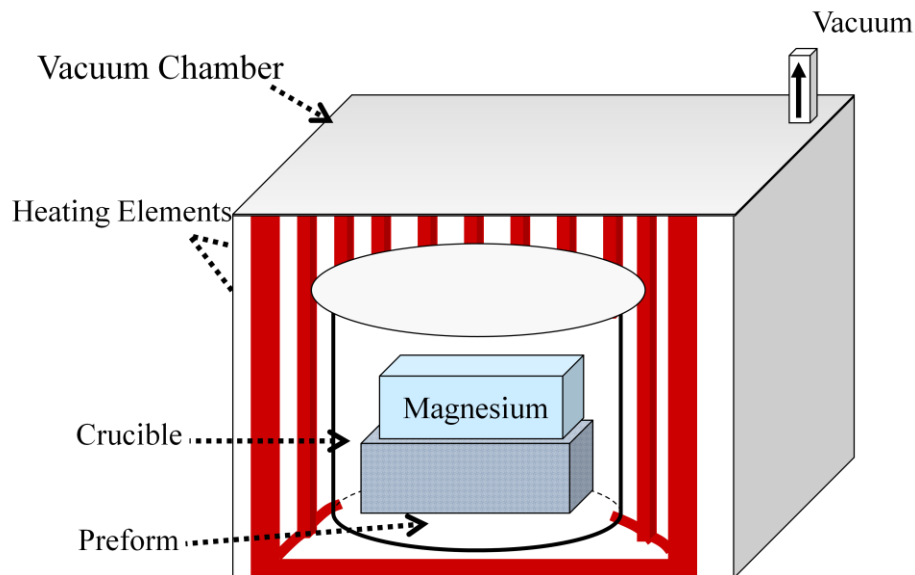 Vacuum
Vacuum Chamber
Heating Elements
Magnesium
Crucible
Preform